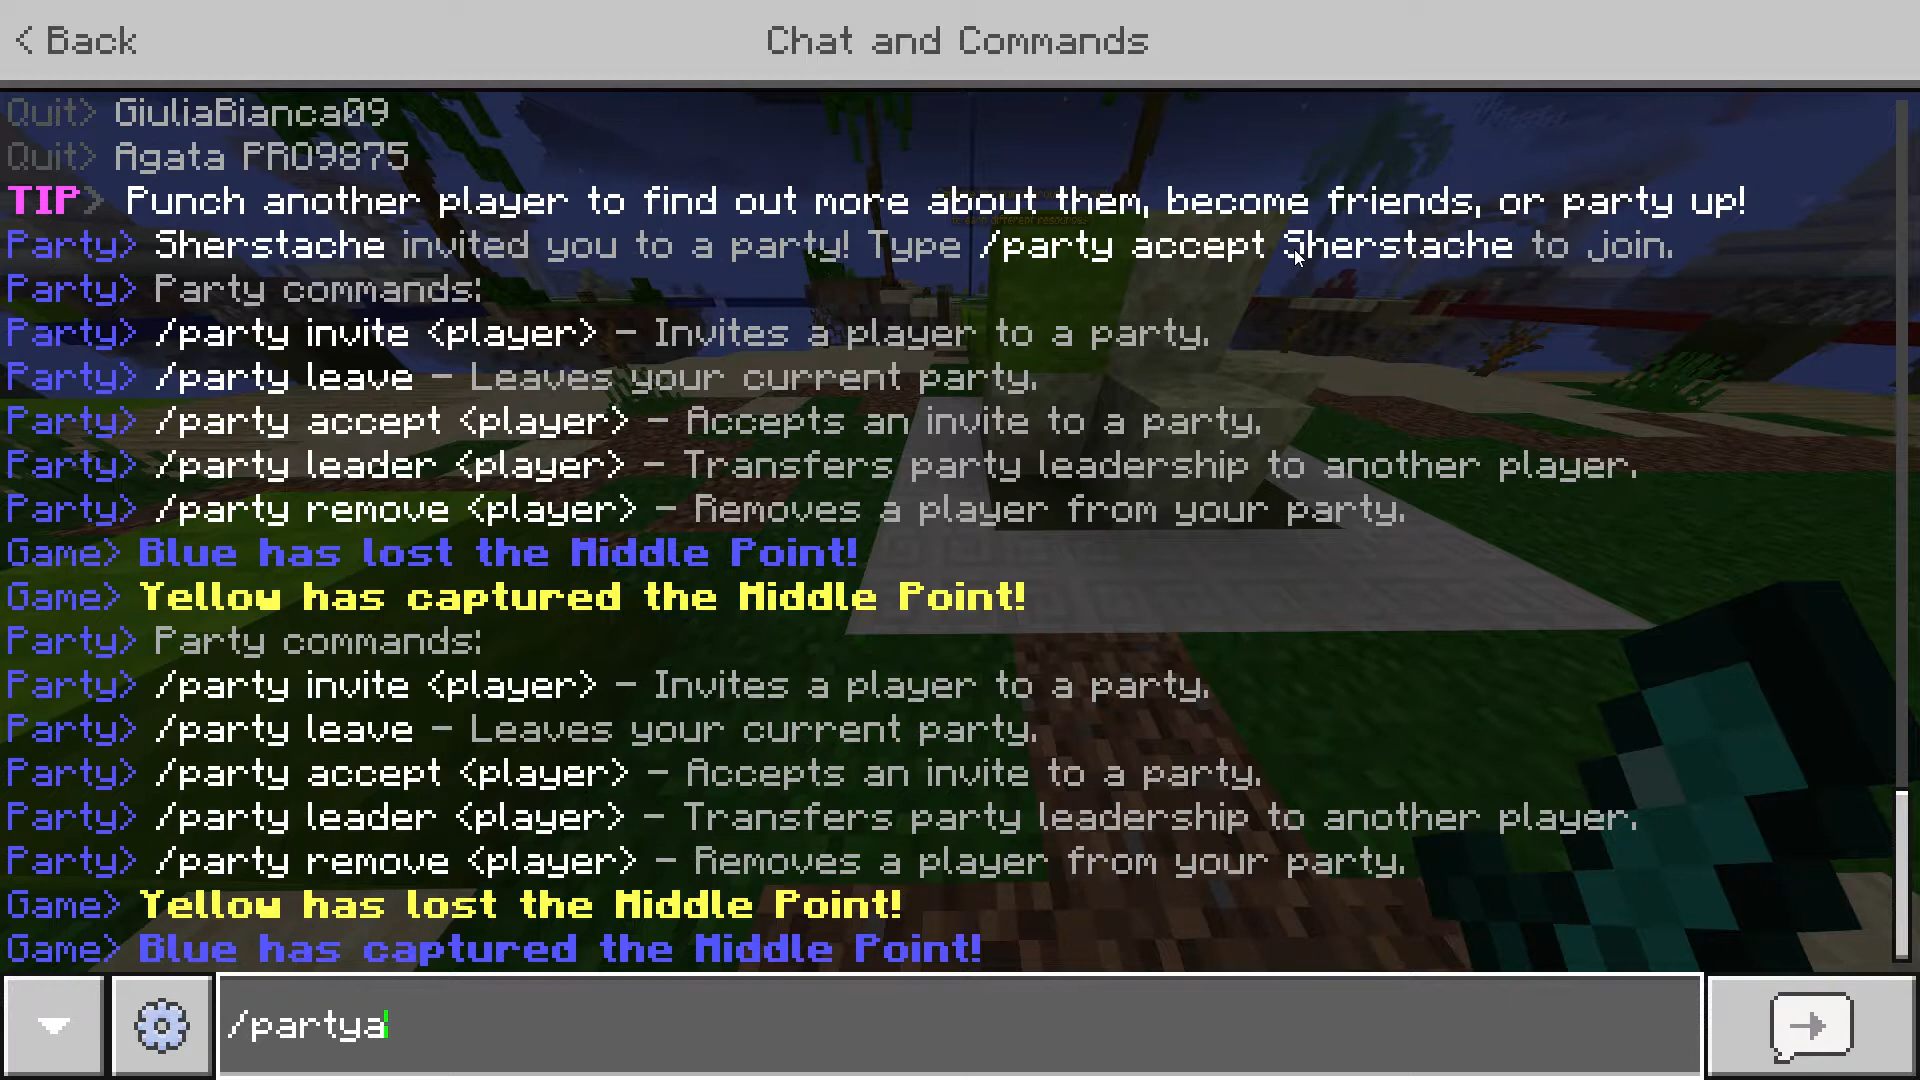 < Back
Chat and Commands
Quit> GiuliaBianca09
Quit> Agata PRO9875
TIP> Punch another player to find out more about them, become friends, or party up!
Party> Sherstache invited you to a party! Type /party accept Sherstache to join.
Party> Party commands:
Party> /party invite <player> – Invites a player to a party.
Party> /party leave – Leaves your current party.
Party> /party accept <player> – Accepts an invite to a party.
Party> /party leader <player> – Transfers party leadership to another player.
Party> /party remove <player> – Removes a player from your party.
Game> Blue has lost the Middle Point!
Game> Yellow has captured the Middle Point!
Party> Party commands:
Party> /party invite <player> – Invites a player to a party.
Party> /party leave – Leaves your current party.
Party> /party accept <player> – Accepts an invite to a party.
Party> /party leader <player> – Transfers party leadership to another player.
Party> /party remove <player> – Removes a player from your party.
Game> Yellow has lost the Middle Point!
Game> Blue has captured the Middle Point!
/partya